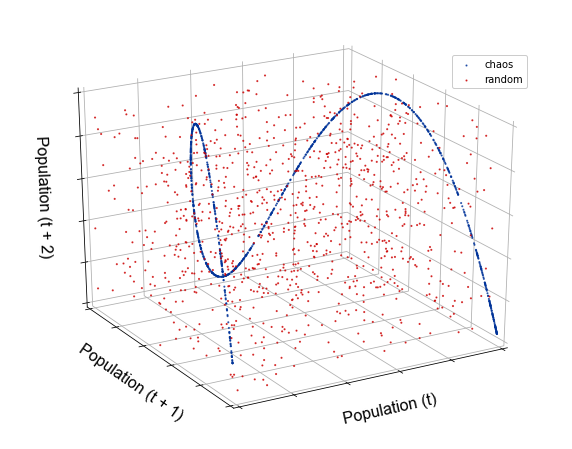 chaos
random
Population (t + 2)
Population (t + 1)
Population (t)